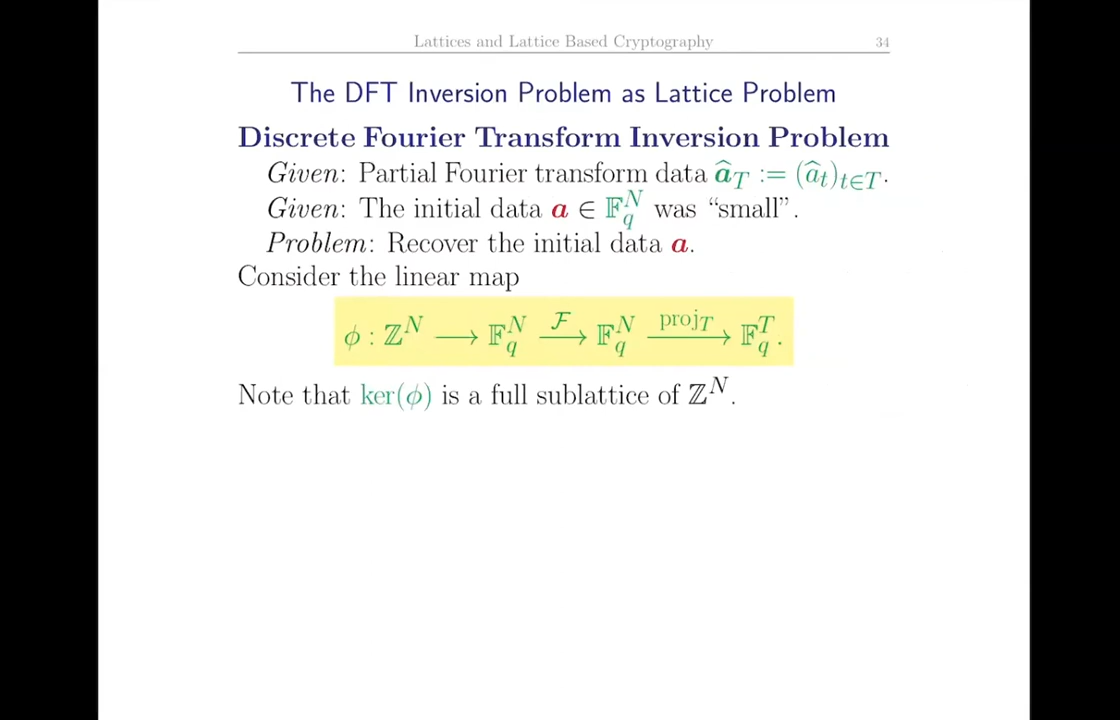 Lattices and Lattice Based Cryptography 34
The DFT Inversion Problem as Lattice Problem
Discrete Fourier Transform Inversion Problem
Given: Partial Fourier transform data â_T := (â_t)_{t∈T}.
Given: The initial data a ∈ 𝔽_q^N was “small”.
Problem: Recover the initial data a.
Consider the linear map
ϕ : ℤ^N ⟶ 𝔽_q^N —ℱ→ 𝔽_q^N —proj_T→ 𝔽_q^T.
Note that ker(ϕ) is a full sublattice of ℤ^N.